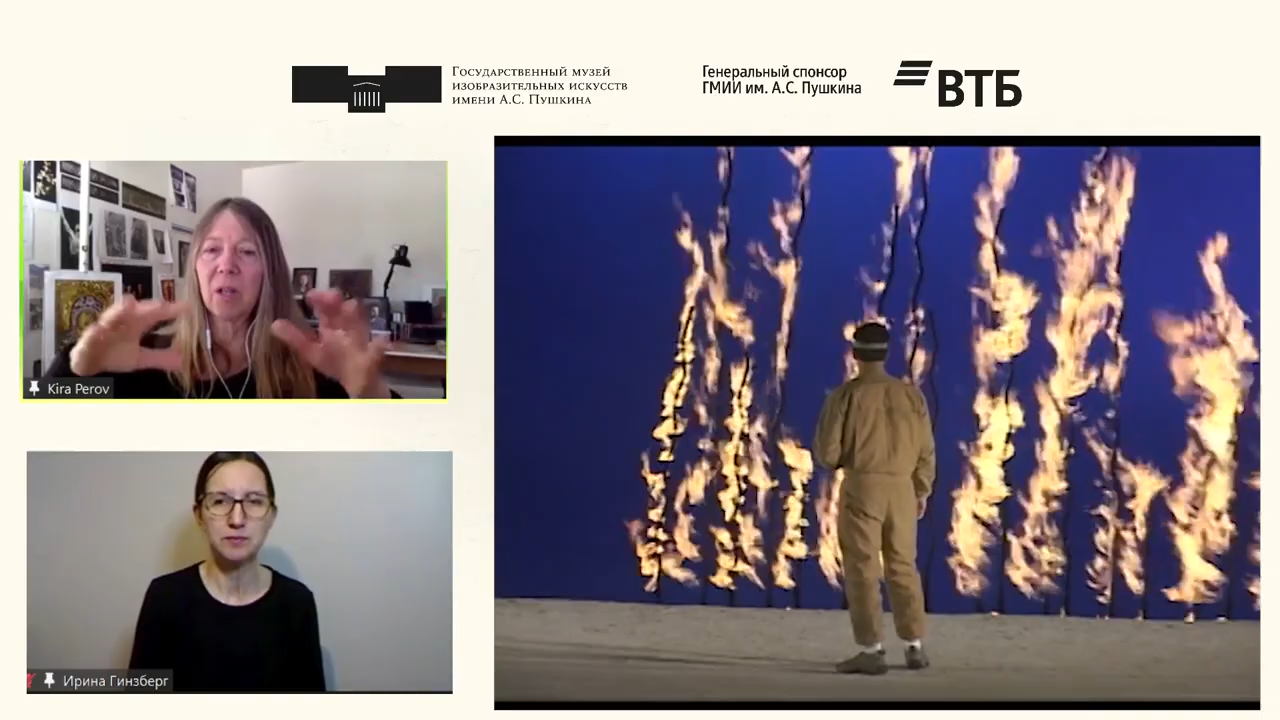 Государственный музей
изобразительных искусств
имени А.С. Пушкина
Генеральный спонсор
ГМИИ им. А.С. Пушкина
ВТБ
Kira Perov
Ирина Гинзберг